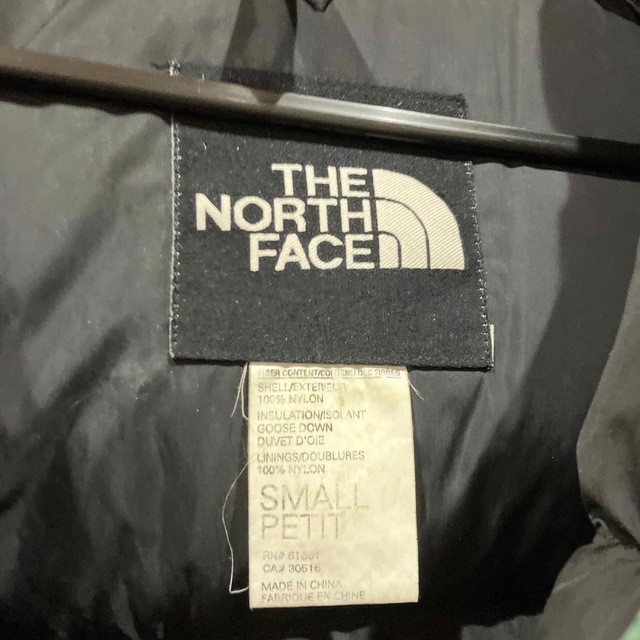 THE
NORTH
FACE
FIBER CONTENT/CONTENU DES FIBRES
SHELL/EXTERIEUR
100% NYLON
INSULATION/ISOLANT
GOOSE DOWN
DUVET D'OIE
LININGS/DOUBLURES
100% NYLON
SMALL
PETIT
RN# 61661
CA# 30516
MADE IN CHINA
FABRIQUE EN CHINE